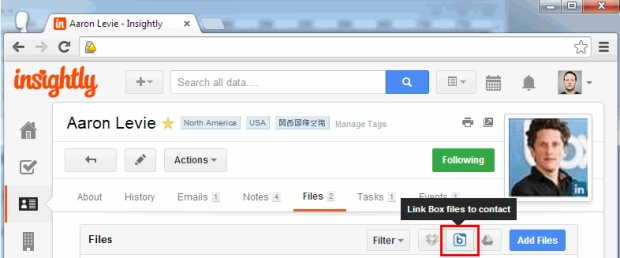 in Aaron Levie - Insightly ×
insightly
Search all data....
Aaron Levie North America USA 関西国際空港 Manage Tags
Actions
Following
in
About History Emails 1 Notes 4 Files 2 Tasks 1 Events 1
Link Box files to contact
Files Filter b Add Files